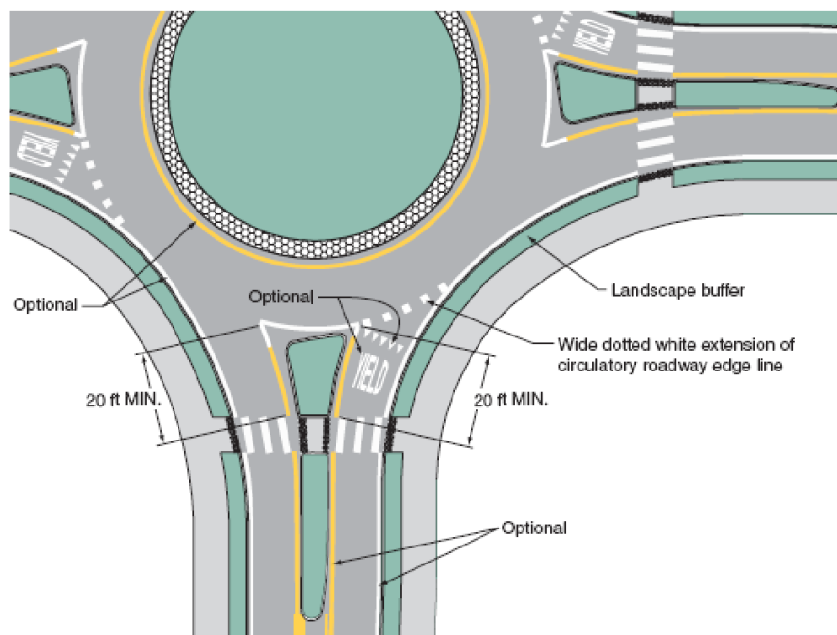 YIELD
YIELD
Optional
Optional
Landscape buffer
Wide dotted white extension of
circulatory roadway edge line
20 ft MIN.
YIELD
20 ft MIN.
Optional